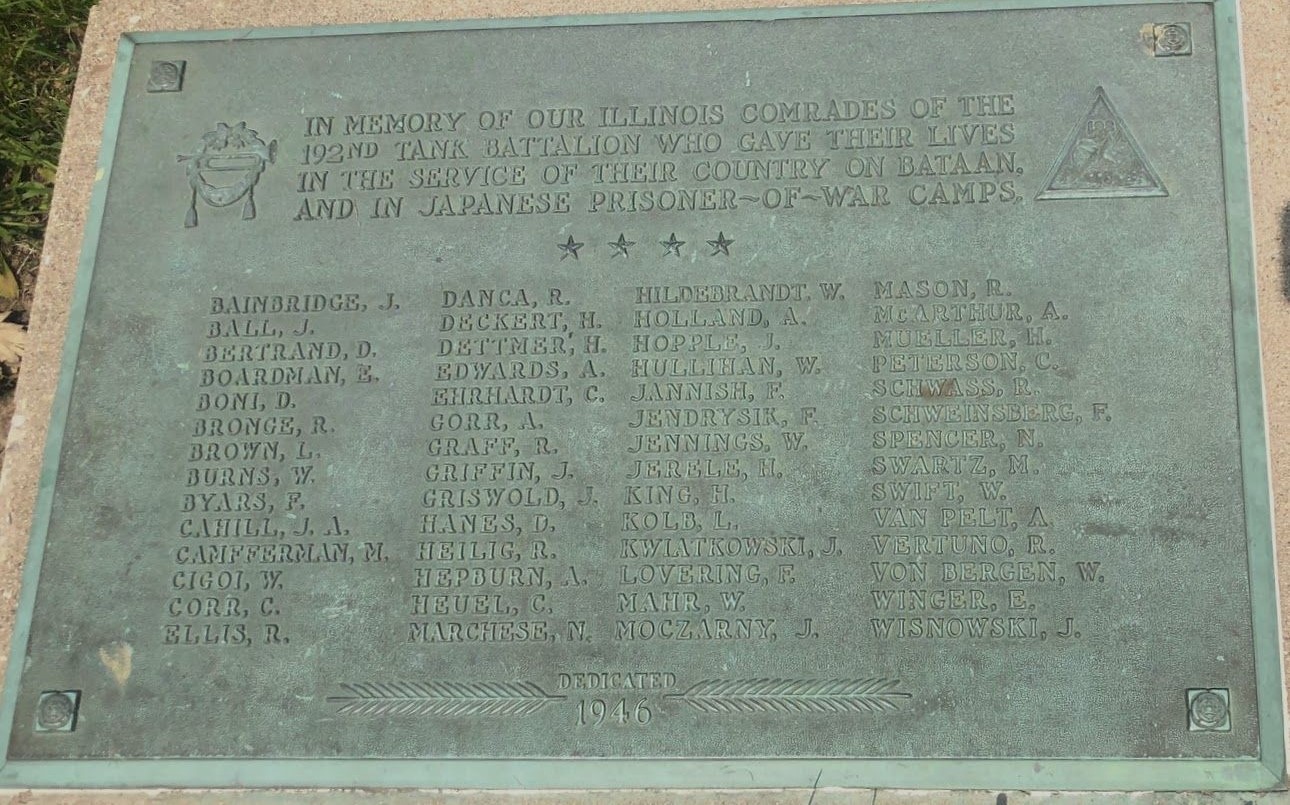 IN MEMORY OF OUR ILLINOIS COMRADES OF THE
192ND TANK BATTALION WHO GAVE THEIR LIVES
IN THE SERVICE OF THEIR COUNTRY ON BATAAN.
AND IN JAPANESE PRISONER~OF~WAR CAMPS.
BAINBRIDGE, J.
BALL, J.
BERTRAND, D.
BOARDMAN, E.
BONI, D.
BRONGE, R.
BROWN, L.
BURNS, W.
BYARS, F.
CAHILL, J. A.
CAMFFERMAN, M.
CIGOI, W.
CORR, C.
ELLIS, R.
DANCA, R.
DECKERT, H.
DETTMER, H.
EDWARDS, A.
EHRHARDT, C.
GORR, A.
GRAFF, R.
GRIFFIN, J.
GRISWOLD, J.
HANES, D.
HEILIG, R.
HEPBURN, A.
HEUEL, C.
MARCHESE, N.
HILDEBRANDT, W.
HOLLAND, A.
HOPPLE, J.
HULLIHAN, W.
JANNISH, F.
JENDRYSIK, F.
JENNINGS, W.
JERELE, H.
KING, H.
KOLB, L.
KWIATKOWSKI, J.
LOVERING, F.
MAHR, W.
MOCZARNY, J.
MASON, R.
McARTHUR, A.
MUELLER, H.
PETERSON, C.
SCHWASS, R.
SCHWEINSBERG, F.
SPENCER, N.
SWARTZ, M.
SWIFT, W.
VAN PELT, A
VERTUNO, R.
VON BERGEN, W.
WINGER, E.
WISNOWSKI, J.
DEDICATED
1946